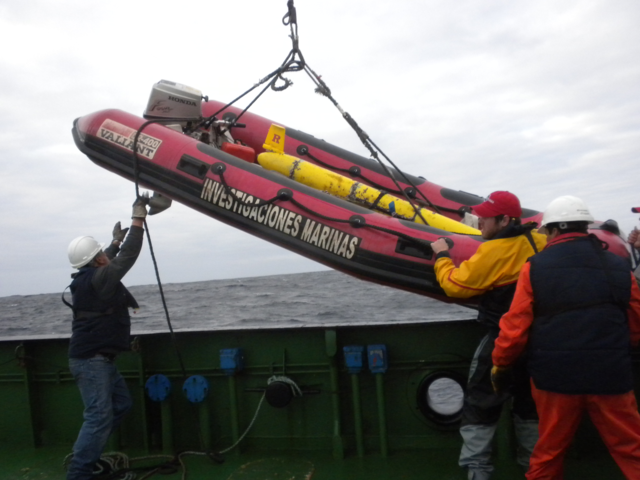 HONDA
VALIANT
INVESTIGACIONES MARINAS
R